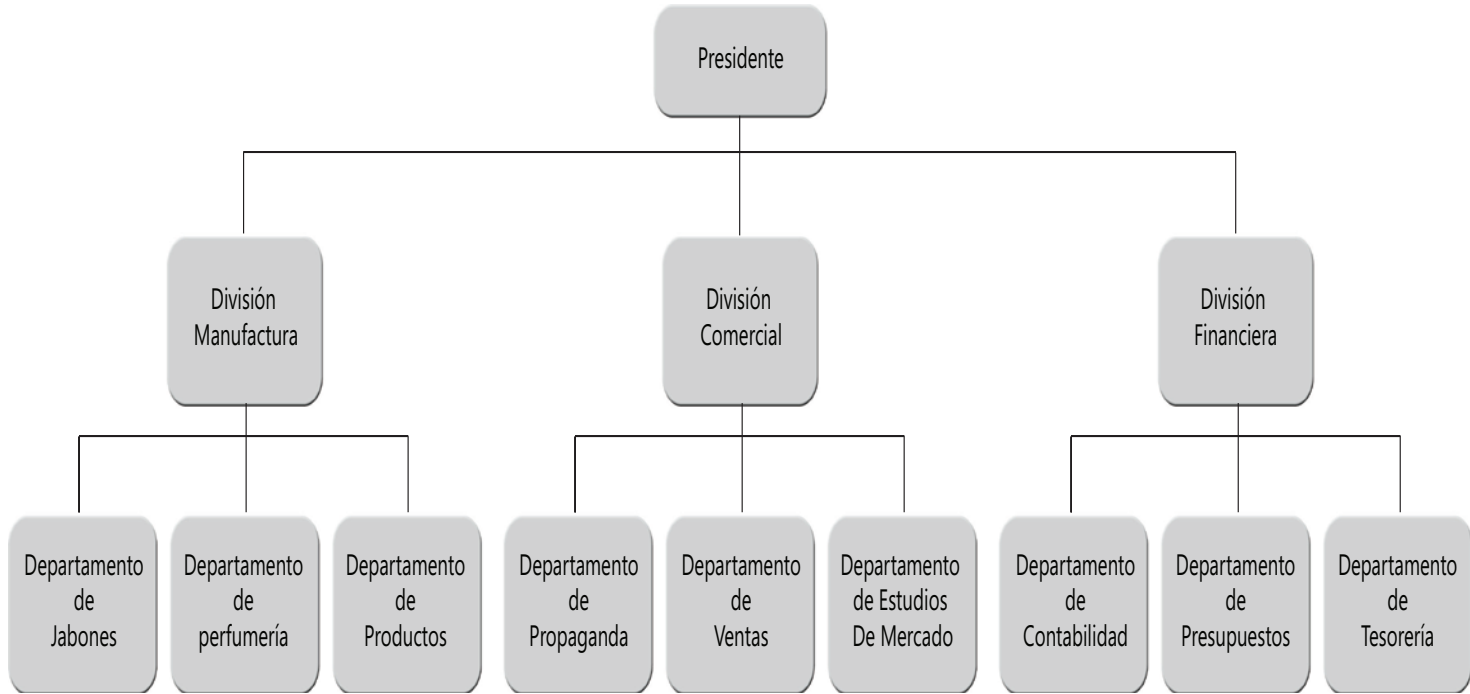 Presidente
División
Manufactura
División
Comercial
División
Financiera
Departamento
de
Jabones
Departamento
de
perfumería
Departamento
de
Productos
Departamento
de
Propaganda
Departamento
de
Ventas
Departamento
de Estudios
De Mercado
Departamento
de
Contabilidad
Departamento
de
Presupuestos
Departamento
de
Tesorería